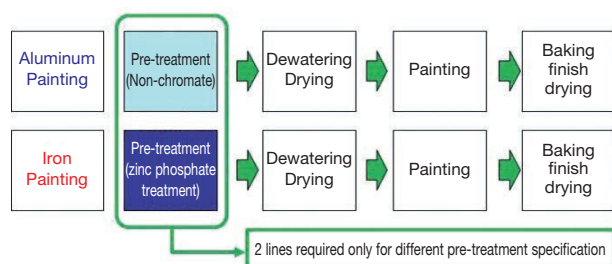 Aluminum
Painting
Pre-treatment
(Non-chromate)
Dewatering
Drying
Painting
Baking
finish
drying
Iron
Painting
Pre-treatment
(zinc phosphate
treatment)
Dewatering
Drying
Painting
Baking
finish
drying
2 lines required only for different pre-treatment specification